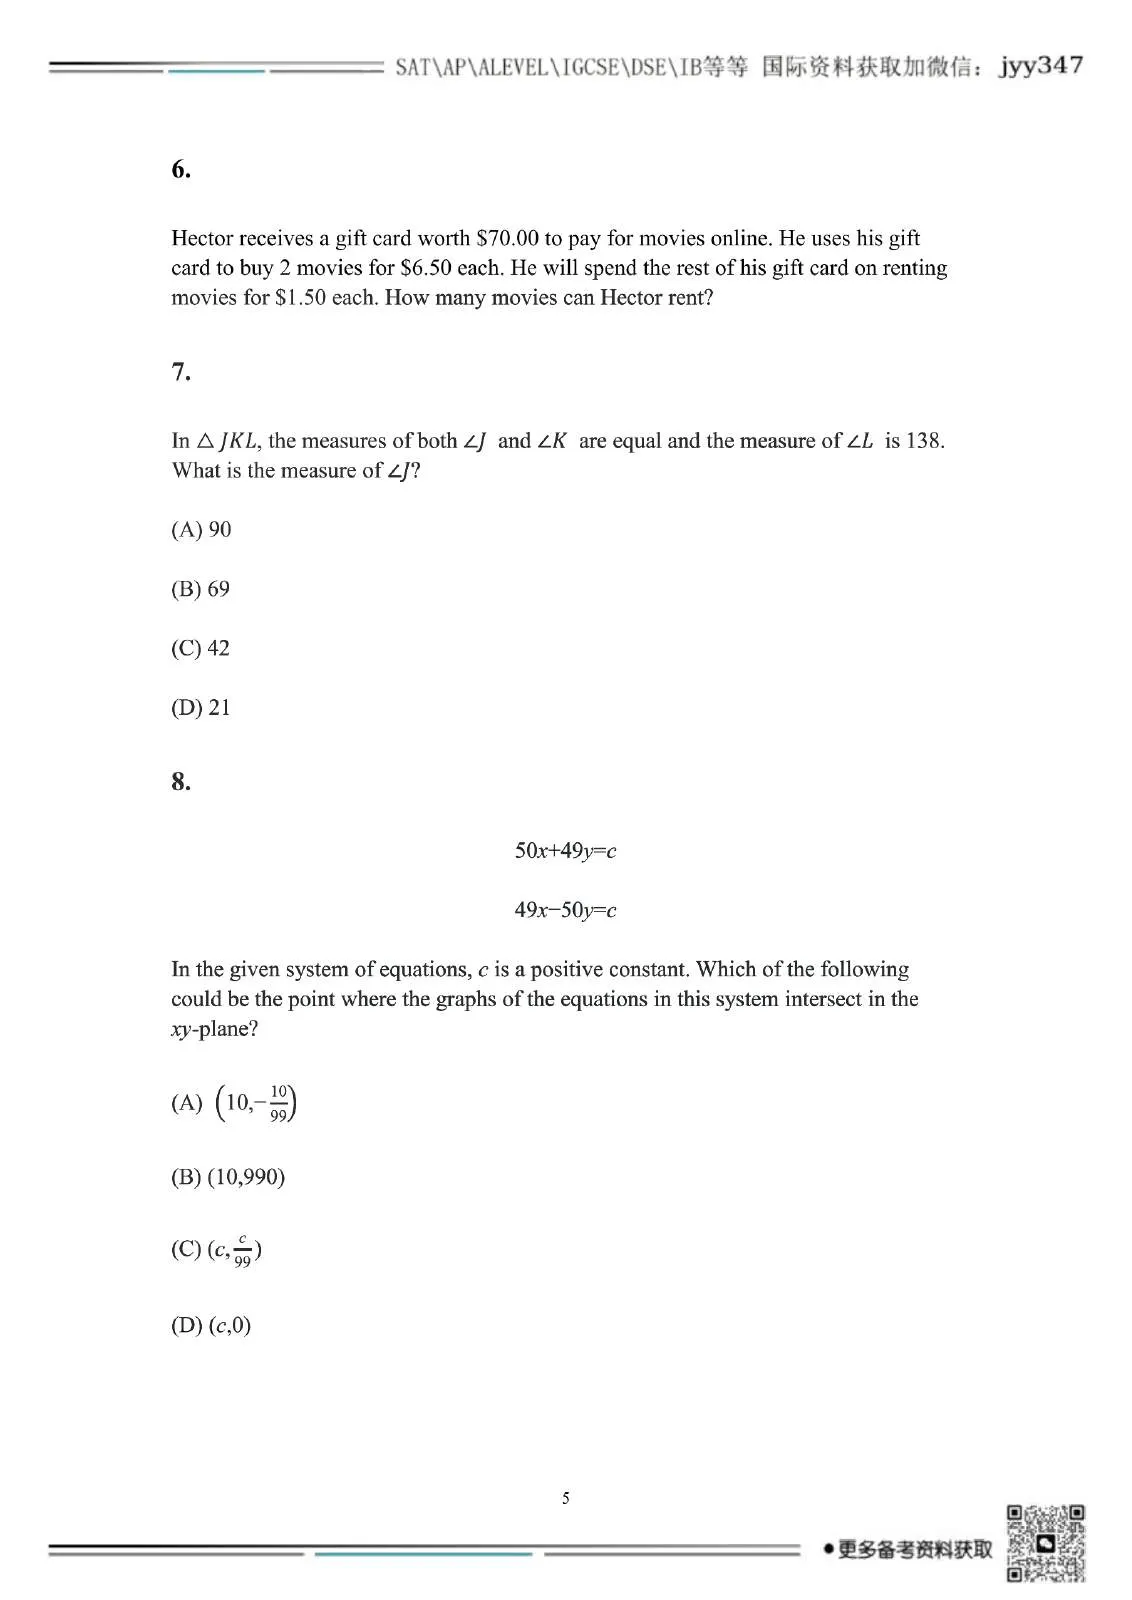 SAT\AP\ALEVEL\IGCSE\DSE\IB等等 国际资料获取加微信：jyy347
6.
Hector receives a gift card worth $70.00 to pay for movies online. He uses his gift
card to buy 2 movies for $6.50 each. He will spend the rest of his gift card on renting
movies for $1.50 each. How many movies can Hector rent?
7.
In △ JKL, the measures of both ∠J and ∠K are equal and the measure of ∠L is 138.
What is the measure of ∠J?
(A) 90
(B) 69
(C) 42
(D) 21
8.
50x+49y=c
49x−50y=c
In the given system of equations, c is a positive constant. Which of the following
could be the point where the graphs of the equations in this system intersect in the
xy-plane?
(A) (10,−10/99)
(B) (10,990)
(C) (c,c/99)
(D) (c,0)
5
●更多备考资料获取